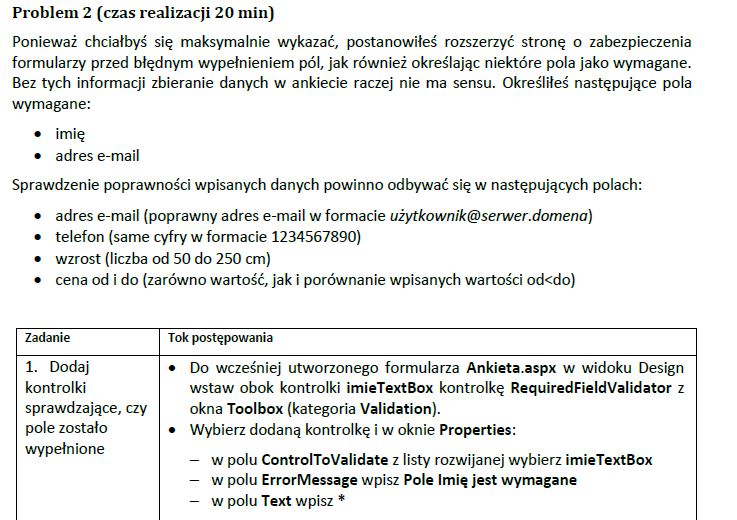 Problem 2 (czas realizacji 20 min)
Ponieważ chciałbyś się maksymalnie wykazać, postanowiłeś rozszerzyć stronę o zabezpieczenia
formularzy przed błędnym wypełnieniem pól, jak również określając niektóre pola jako wymagane.
Bez tych informacji zbieranie danych w ankiecie raczej nie ma sensu. Określiłeś następujące pola
wymagane:
• imię
• adres e-mail
Sprawdzenie poprawności wpisanych danych powinno odbywać się w następujących polach:
• adres e-mail (poprawny adres e-mail w formacie użytkownik@serwer.domena)
• telefon (same cyfry w formacie 1234567890)
• wzrost (liczba od 50 do 250 cm)
• cena od i do (zarówno wartość, jak i porównanie wpisanych wartości od<do)
Zadanie
Tok postępowania
1. Dodaj
kontrolki
sprawdzające, czy
pole zostało
wypełnione
• Do wcześniej utworzonego formularza Ankieta.aspx w widoku Design
wstaw obok kontrolki imieTextBox kontrolkę RequiredFieldValidator z
okna Toolbox (kategoria Validation).
• Wybierz dodaną kontrolkę i w oknie Properties:
– w polu ControlToValidate z listy rozwijanej wybierz imieTextBox
– w polu ErrorMessage wpisz Pole Imię jest wymagane
– w polu Text wpisz *